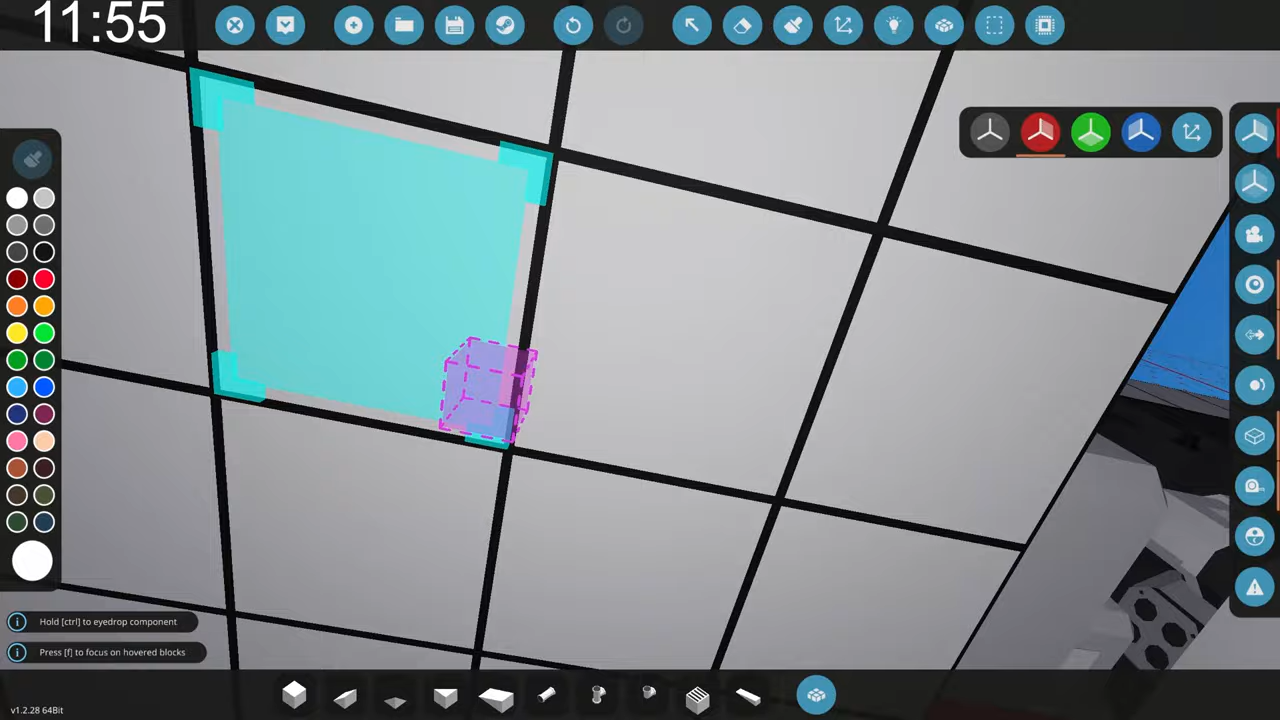 11:55
Hold [ctrl] to eyedrop component
Press [f] to focus on hovered blocks
v1.2.28 64Bit